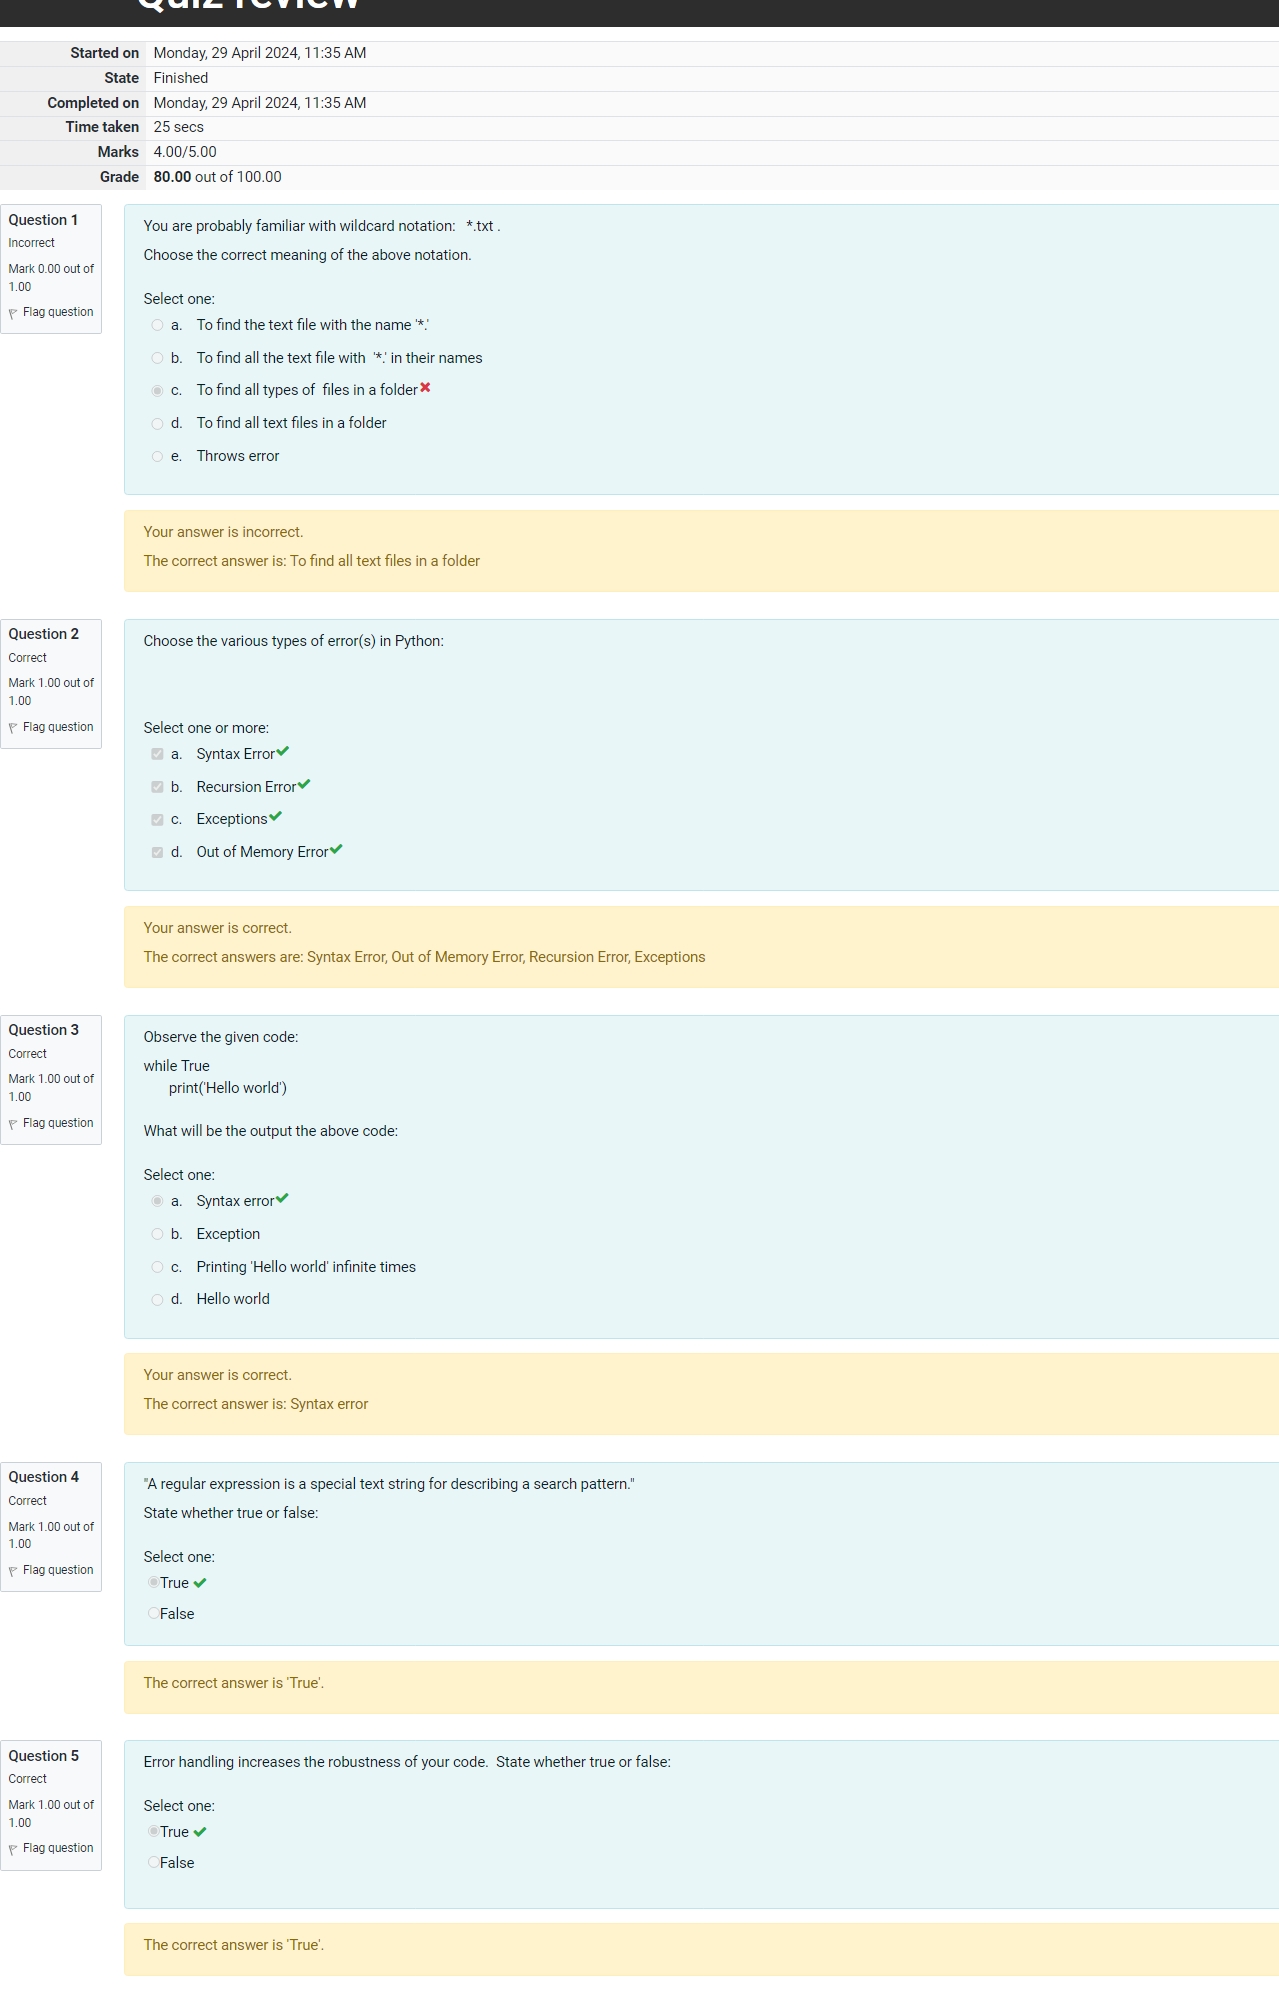 Quiz review
Started on Monday, 29 April 2024, 11:35 AM
State Finished
Completed on Monday, 29 April 2024, 11:35 AM
Time taken 25 secs
Marks 4.00/5.00
Grade 80.00 out of 100.00
Question 1
Incorrect
Mark 0.00 out of
1.00
Flag question
You are probably familiar with wildcard notation:   *.txt .
Choose the correct meaning of the above notation.
Select one:
a. To find the text file with the name '*.'
b. To find all the text file with  '*.' in their names
c. To find all types of  files in a folder
d. To find all text files in a folder
e. Throws error
Your answer is incorrect.
The correct answer is: To find all text files in a folder
Question 2
Correct
Mark 1.00 out of
1.00
Flag question
Choose the various types of error(s) in Python:
Select one or more:
a. Syntax Error
b. Recursion Error
c. Exceptions
d. Out of Memory Error
Your answer is correct.
The correct answers are: Syntax Error, Out of Memory Error, Recursion Error, Exceptions
Question 3
Correct
Mark 1.00 out of
1.00
Flag question
Observe the given code:
while True
print('Hello world')
What will be the output the above code:
Select one:
a. Syntax error
b. Exception
c. Printing 'Hello world' infinite times
d. Hello world
Your answer is correct.
The correct answer is: Syntax error
Question 4
Correct
Mark 1.00 out of
1.00
Flag question
"A regular expression is a special text string for describing a search pattern."
State whether true or false:
Select one:
True
False
The correct answer is 'True'.
Question 5
Correct
Mark 1.00 out of
1.00
Flag question
Error handling increases the robustness of your code.  State whether true or false:
Select one:
True
False
The correct answer is 'True'.